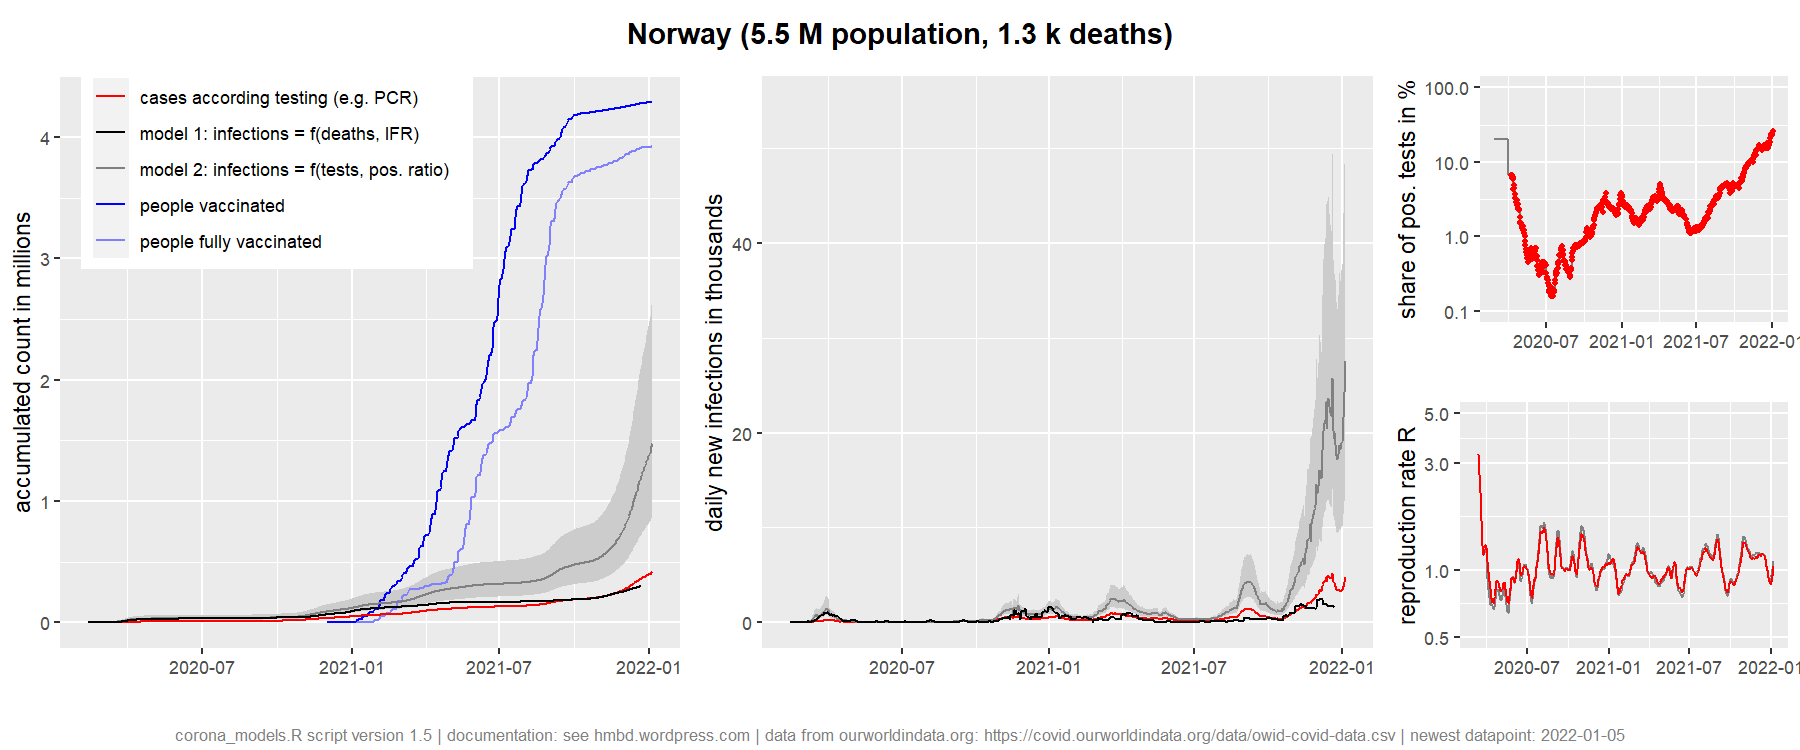 Norway (5.5 M population, 1.3 k deaths)
accumulated count in millions
4
3
2
1
0
2020-07
2021-01
2021-07
2022-01
cases according testing (e.g. PCR)
model 1: infections = f(deaths, IFR)
model 2: infections = f(tests, pos. ratio)
people vaccinated
people fully vaccinated
daily new infections in thousands
40
20
0
2020-07
2021-01
2021-07
2022-01
share of pos. tests in %
100.0
10.0
1.0
0.1
2020-07
2021-01
2021-07
2022-01
reproduction rate R
5.0
3.0
1.0
0.5
2020-07
2021-01
2021-07
2022-01
corona_models.R script version 1.5 | documentation: see hmbd.wordpress.com | data from ourworldindata.org: https://covid.ourworldindata.org/data/owid-covid-data.csv | newest datapoint: 2022-01-05